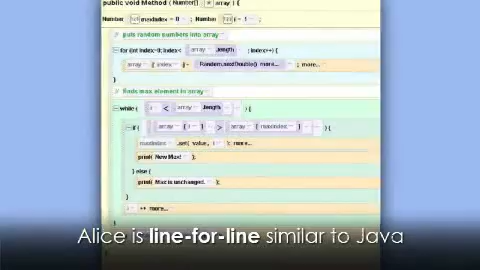 public void Method ( Number[] array ) {
Number maxIndex = 0 ; Number i = 1 ;
// puts random numbers into array
for (int index=0; index< array .length ; index++) {
array [ index ] = Random.nextDouble() more... ; more...
// finds max element in array
while ( i < array .length ) {
if ( array [ i ] > array [ maxIndex ] ) {
maxIndex .set( value, i ); more...
print( New Max! );
} else {
print( Max is unchanged. );
i ++ more...
}
Alice is line-for-line similar to Java